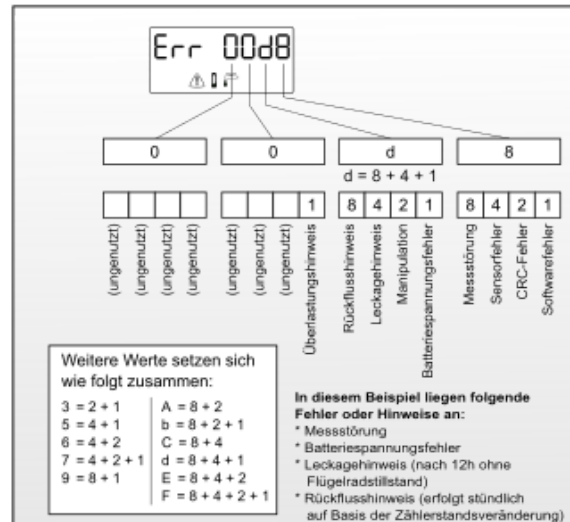 Err 00d8
0 0 d 8
d = 8 + 4 + 1
1 8 4 2 1 8 4 2 1
(ungenutzt)
(ungenutzt)
(ungenutzt)
(ungenutzt)
(ungenutzt)
(ungenutzt)
(ungenutzt)
Überlastungshinweis
Rückflusshinweis
Leckagehinweis
Manipulation
Batteriespannungsfehler
Messstörung
Sensorfehler
CRC-Fehler
Softwarefehler
Weitere Werte setzen sich
wie folgt zusammen:
3 = 2 + 1
5 = 4 + 1
6 = 4 + 2
7 = 4 + 2 + 1
9 = 8 + 1
A = 8 + 2
b = 8 + 2 + 1
C = 8 + 4
d = 8 + 4 + 1
E = 8 + 4 + 2
F = 8 + 4 + 2 + 1
In diesem Beispiel liegen folgende
Fehler oder Hinweise an:
* Messstörung
* Batteriespannungsfehler
* Leckagehinweis (nach 12h ohne
Flügelradstillstand)
* Rückflusshinweis (erfolgt stündlich
auf Basis der Zählerstandsveränderung)